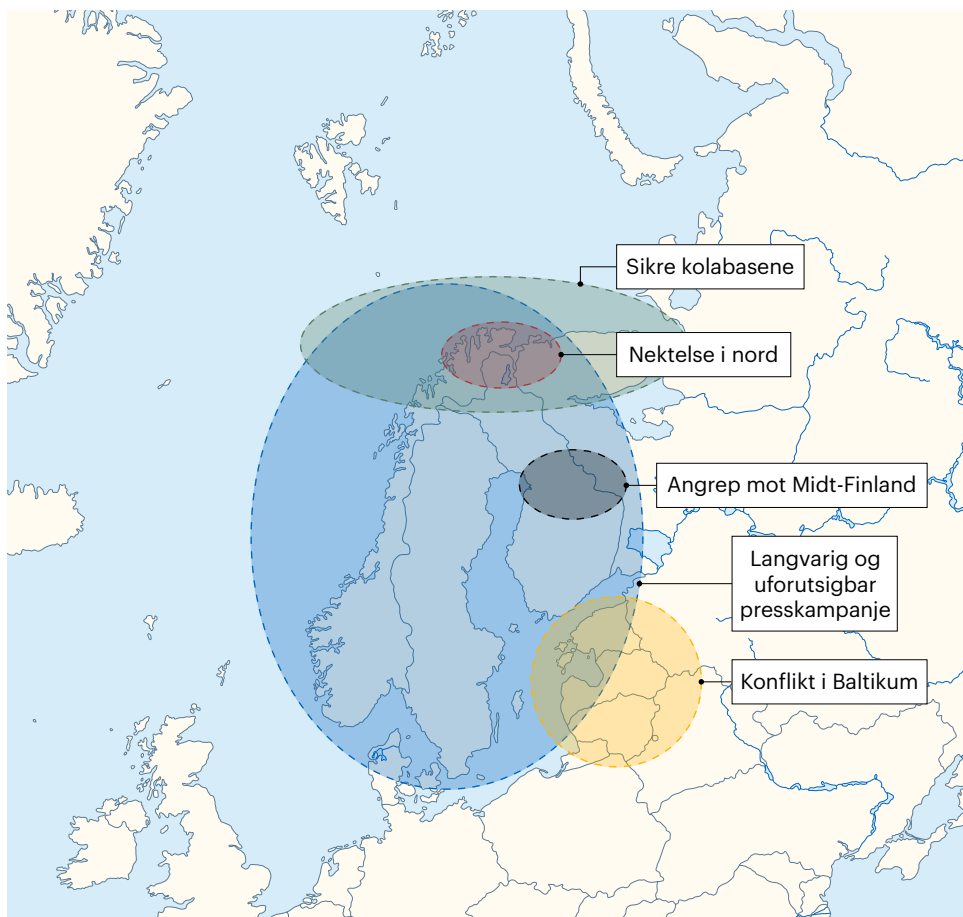 Sikre kolabasene
Nektelse i nord
Angrep mot Midt-Finland
Langvarig og
uforutsigbar
presskampanje
Konflikt i Baltikum